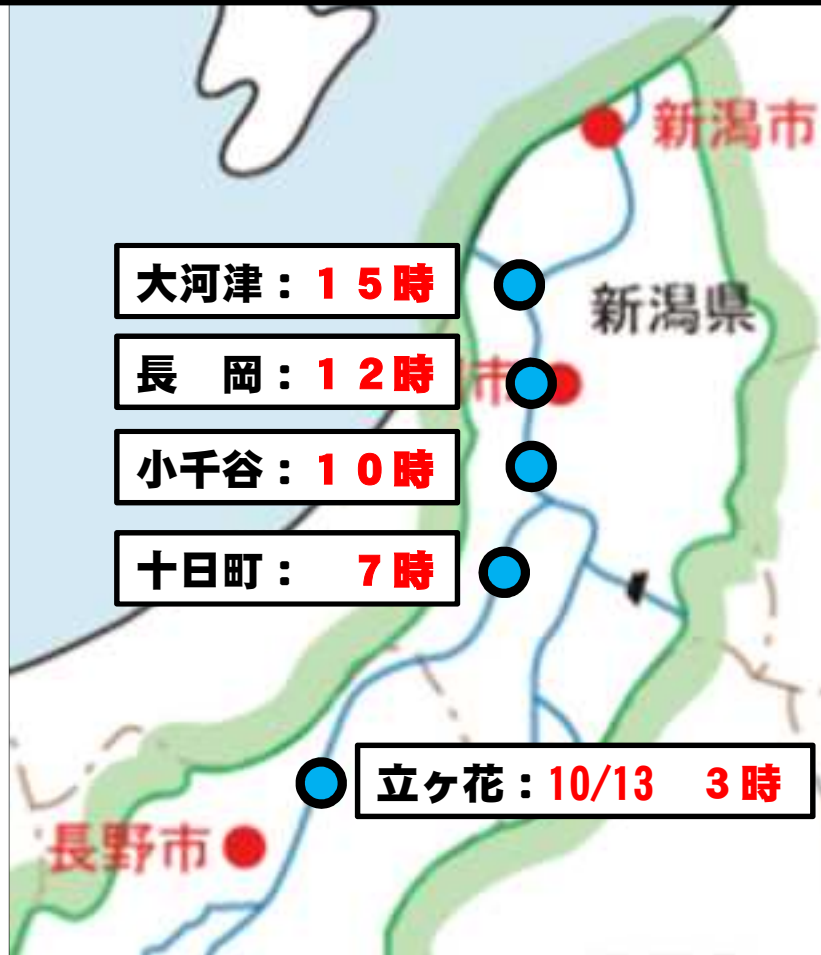 新潟市
大河津：１５時
新潟県
長　岡：１２時
市
小千谷：１０時
十日町：　７時
立ヶ花：10/13　３時
長野市